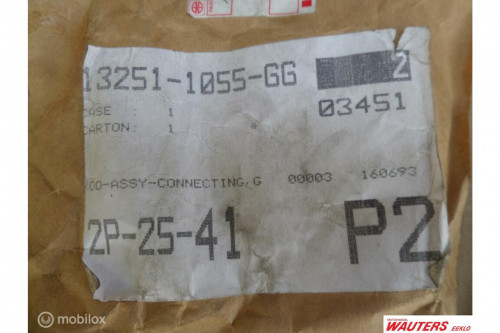 13251-1055-GG 2
03451
CASE : 1
CARTON: 1
ROD-ASSY-CONNECTING,G 00003 160693
2P-25-41 P2
mobilox
WAUTERS
EEKLO